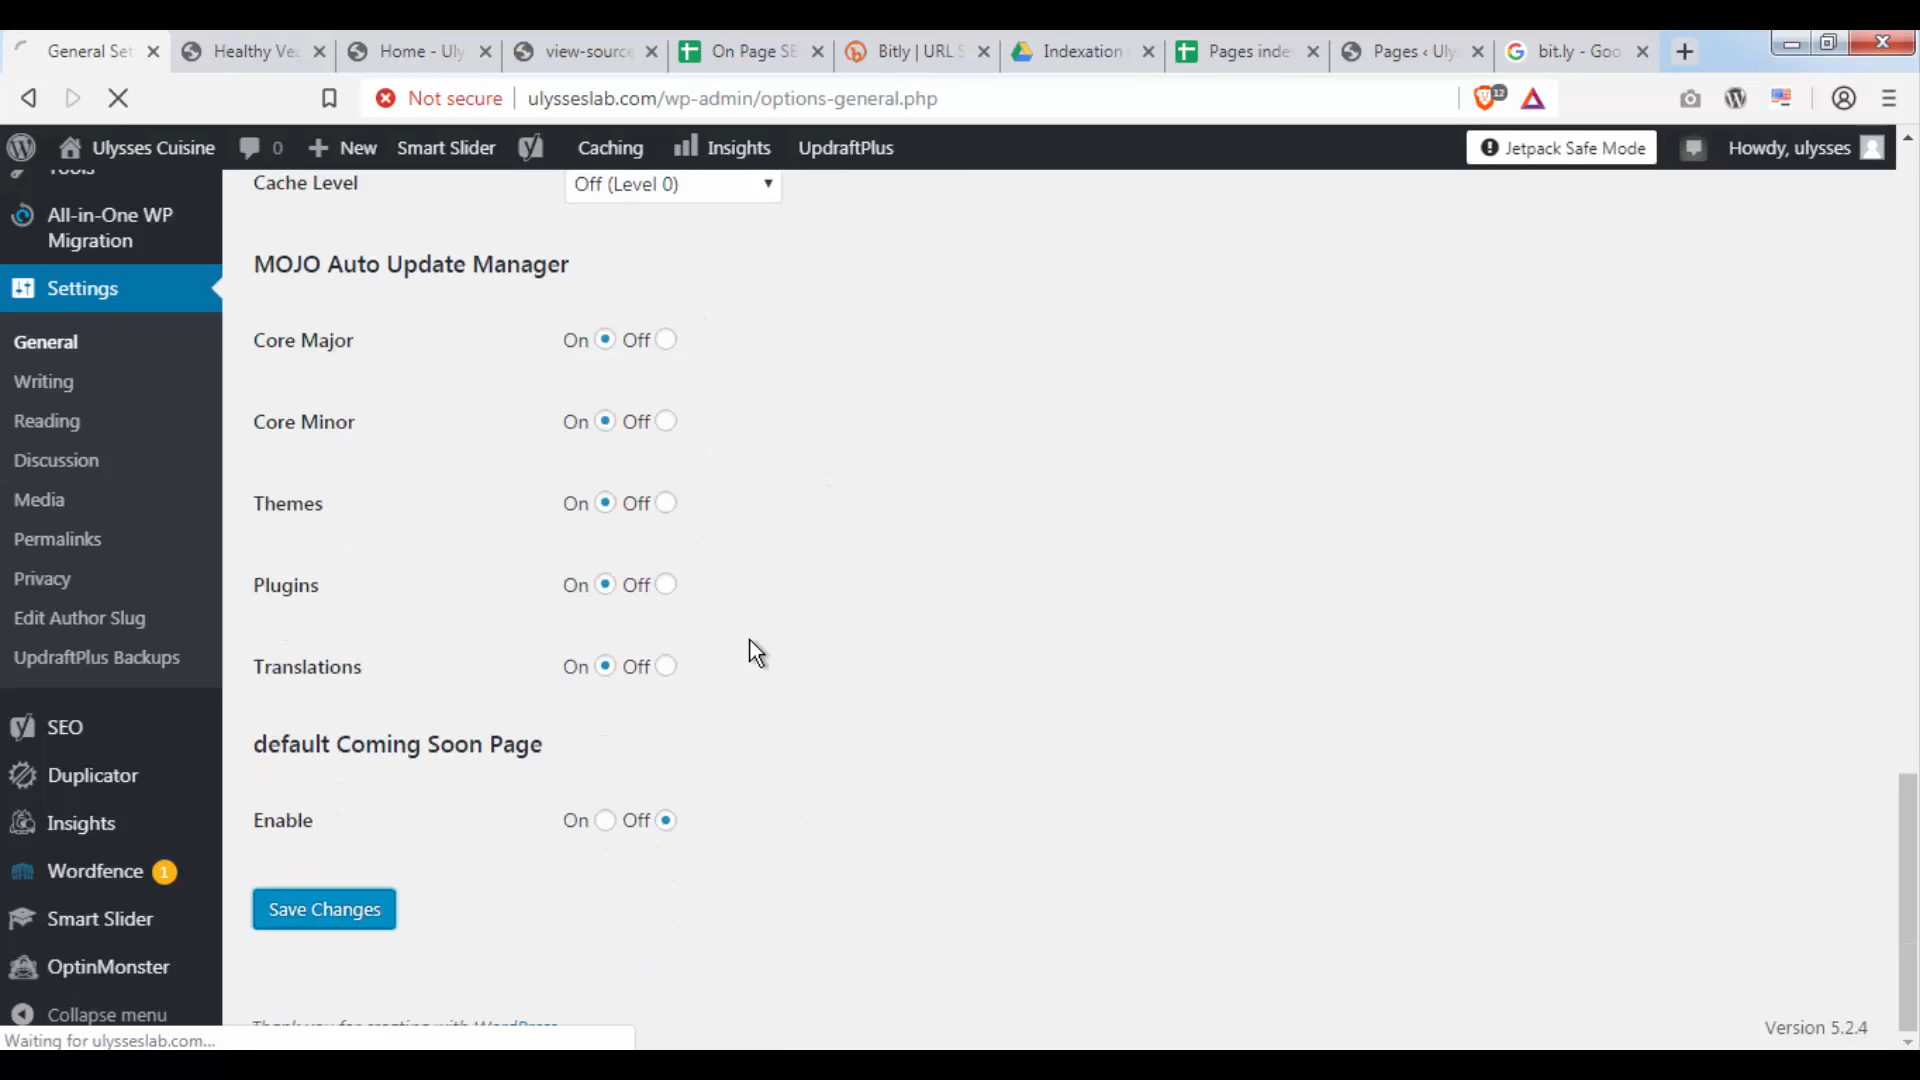 General Set
Healthy Ve
Home - Uly
view-source
On Page SE
Bitly | URL S
Indexation
Pages inde
Pages ‹ Uly
bit.ly - Goo
Not secure
ulysseslab.com/wp-admin/options-general.php
12
Ulysses Cuisine
0
New
Smart Slider
Caching
Insights
UpdraftPlus
Jetpack Safe Mode
Howdy, ulysses
Tools
All-in-One WP
Migration
Settings
General
Writing
Reading
Discussion
Media
Permalinks
Privacy
Edit Author Slug
UpdraftPlus Backups
SEO
Duplicator
Insights
Wordfence 1
Smart Slider
OptinMonster
Collapse menu
Cache Level Off (Level 0)
MOJO Auto Update Manager
Core Major On Off
Core Minor On Off
Themes On Off
Plugins On Off
Translations On Off
default Coming Soon Page
Enable On Off
Save Changes
Thank you for creating with WordPress
Version 5.2.4
Waiting for ulysseslab.com...